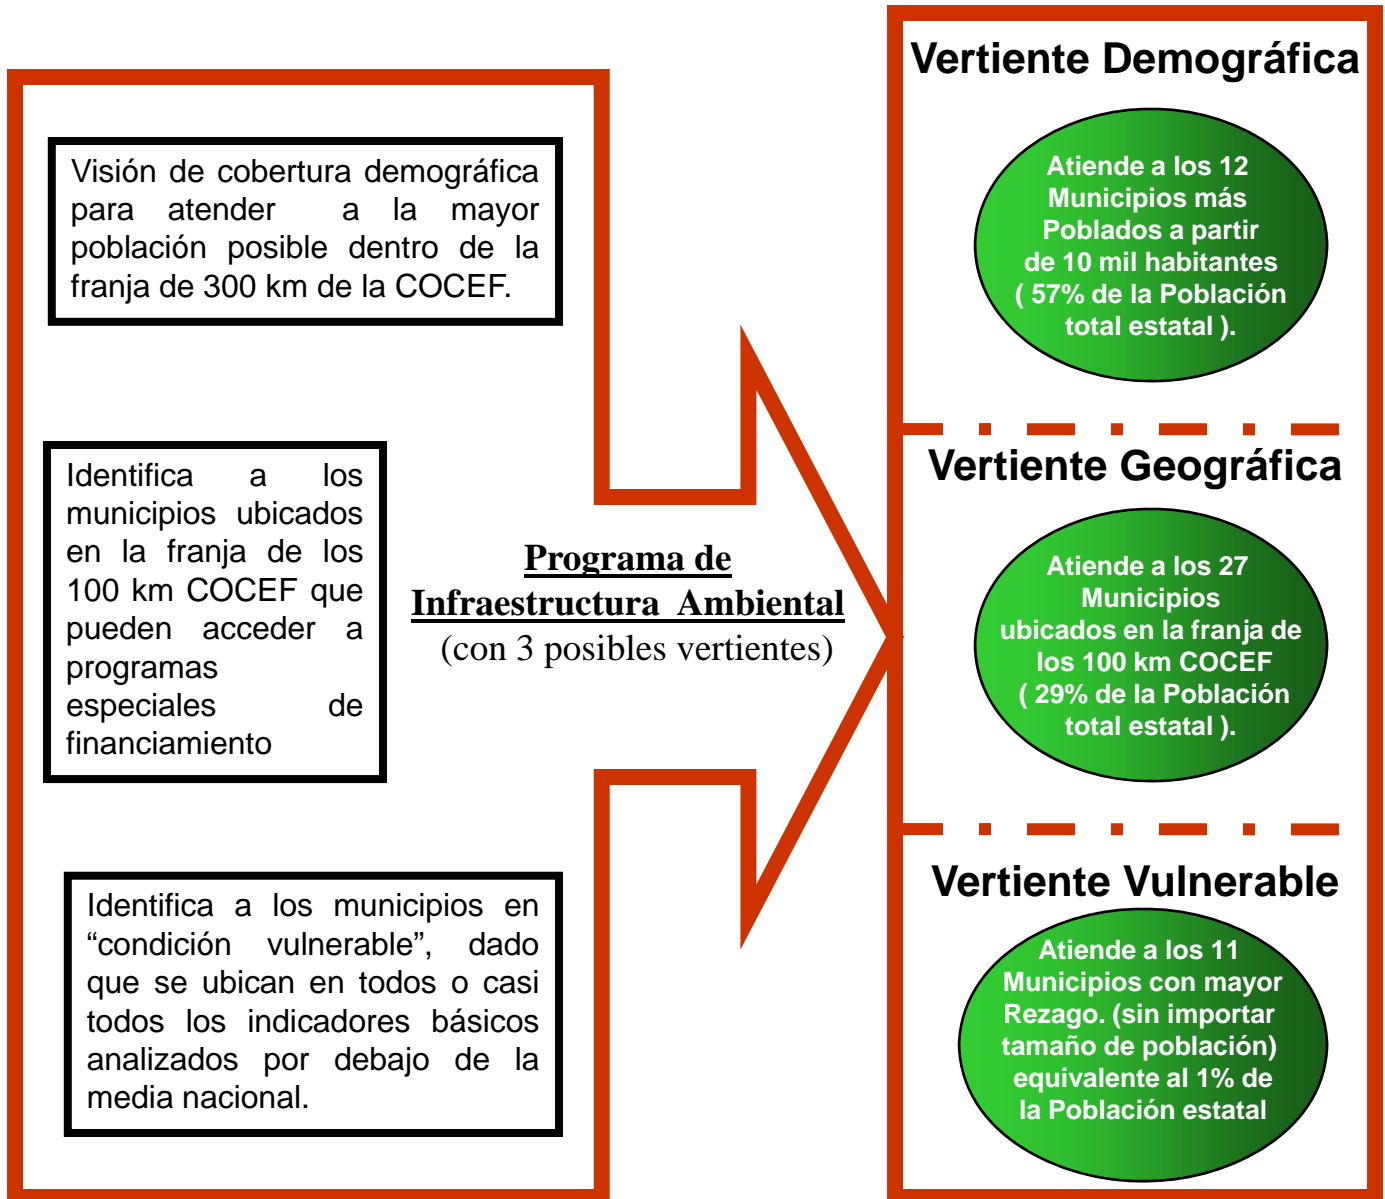 Visión de cobertura demográfica
para atender a la mayor
población posible dentro de la
franja de 300 km de la COCEF.
Identifica a los
municipios ubicados
en la franja de los
100 km COCEF que
pueden acceder a
programas
especiales de
financiamiento
Identifica a los municipios en
“condición vulnerable”, dado
que se ubican en todos o casi
todos los indicadores básicos
analizados por debajo de la
media nacional.
Programa de
Infraestructura Ambiental
(con 3 posibles vertientes)
Vertiente Demográfica
Atiende a los 12
Municipios más
Poblados a partir
de 10 mil habitantes
( 57% de la Población
total estatal ).
Vertiente Geográfica
Atiende a los 27
Municipios
ubicados en la franja de
los 100 km COCEF
( 29% de la Población
total estatal ).
Vertiente Vulnerable
Atiende a los 11
Municipios con mayor
Rezago. (sin importar
tamaño de población)
equivalente al 1% de
la Población estatal